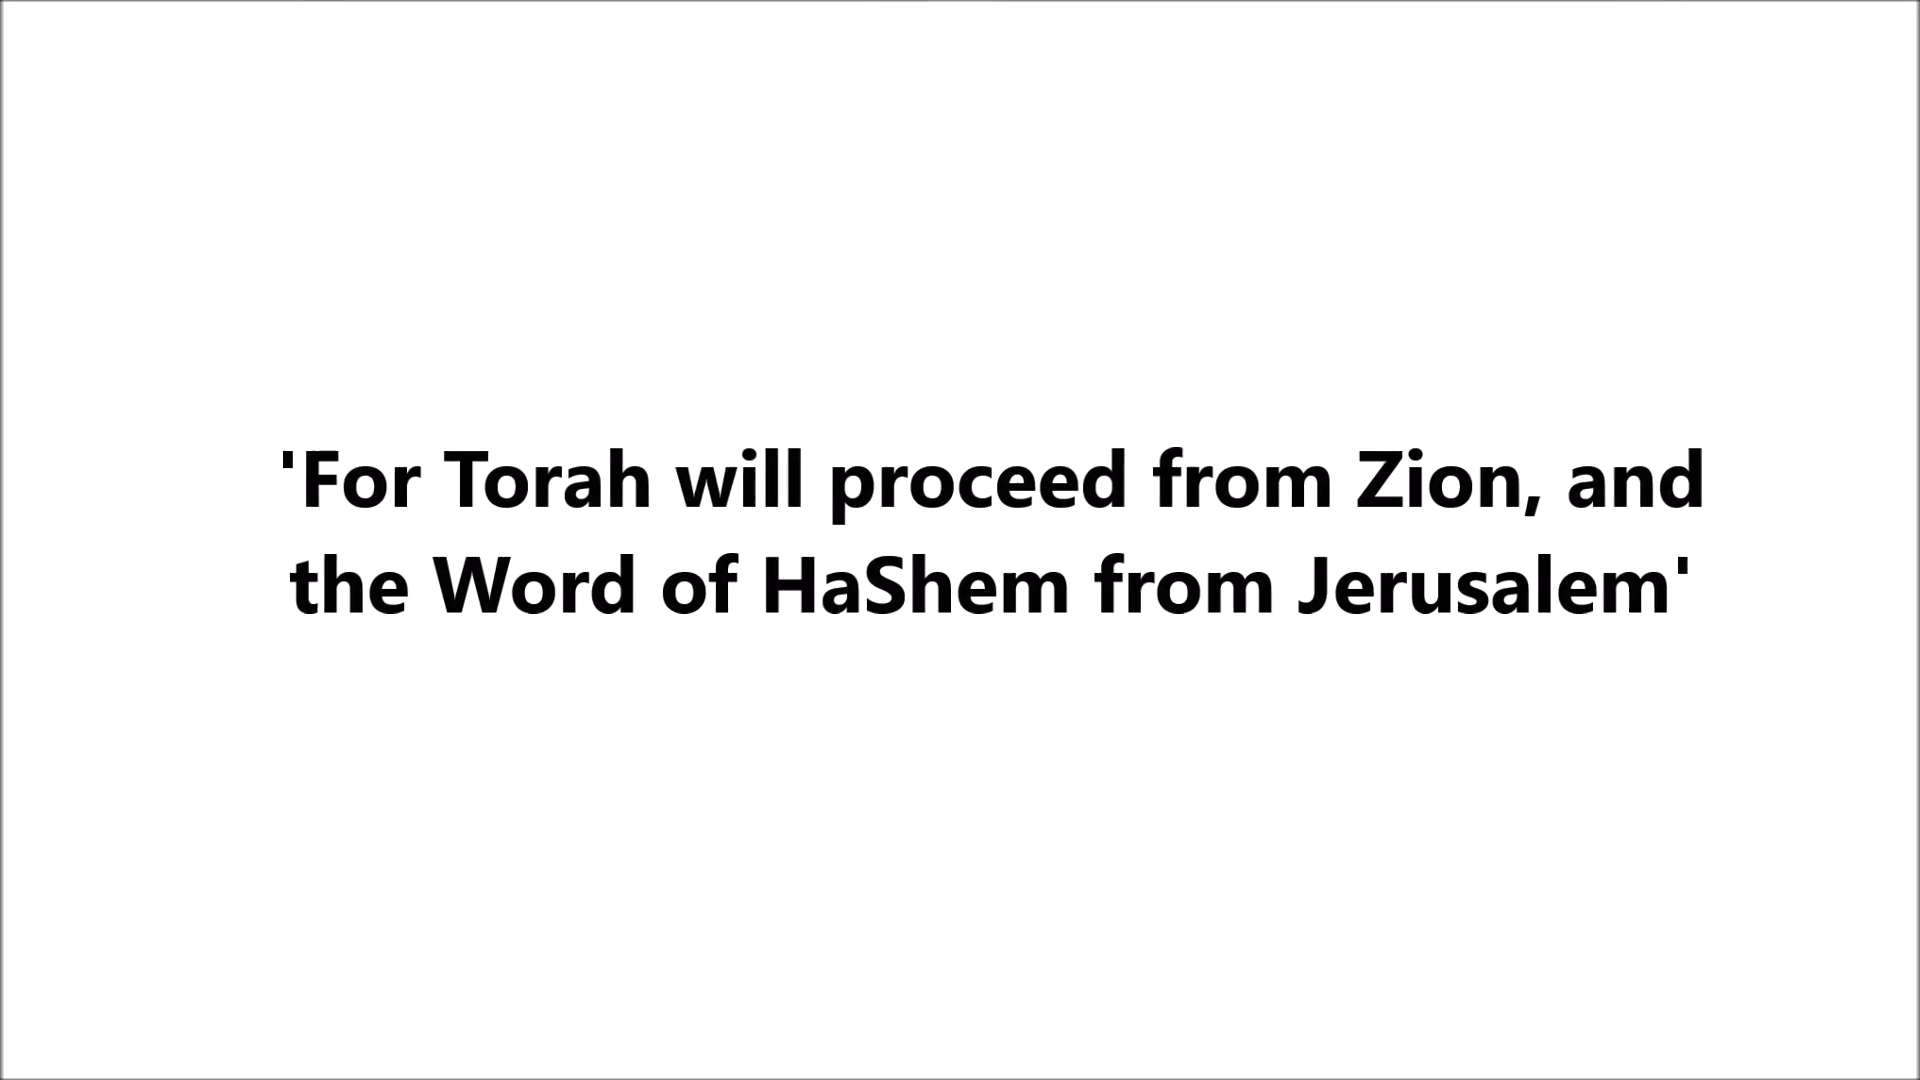 'For Torah will proceed from Zion, and
the Word of HaShem from Jerusalem'